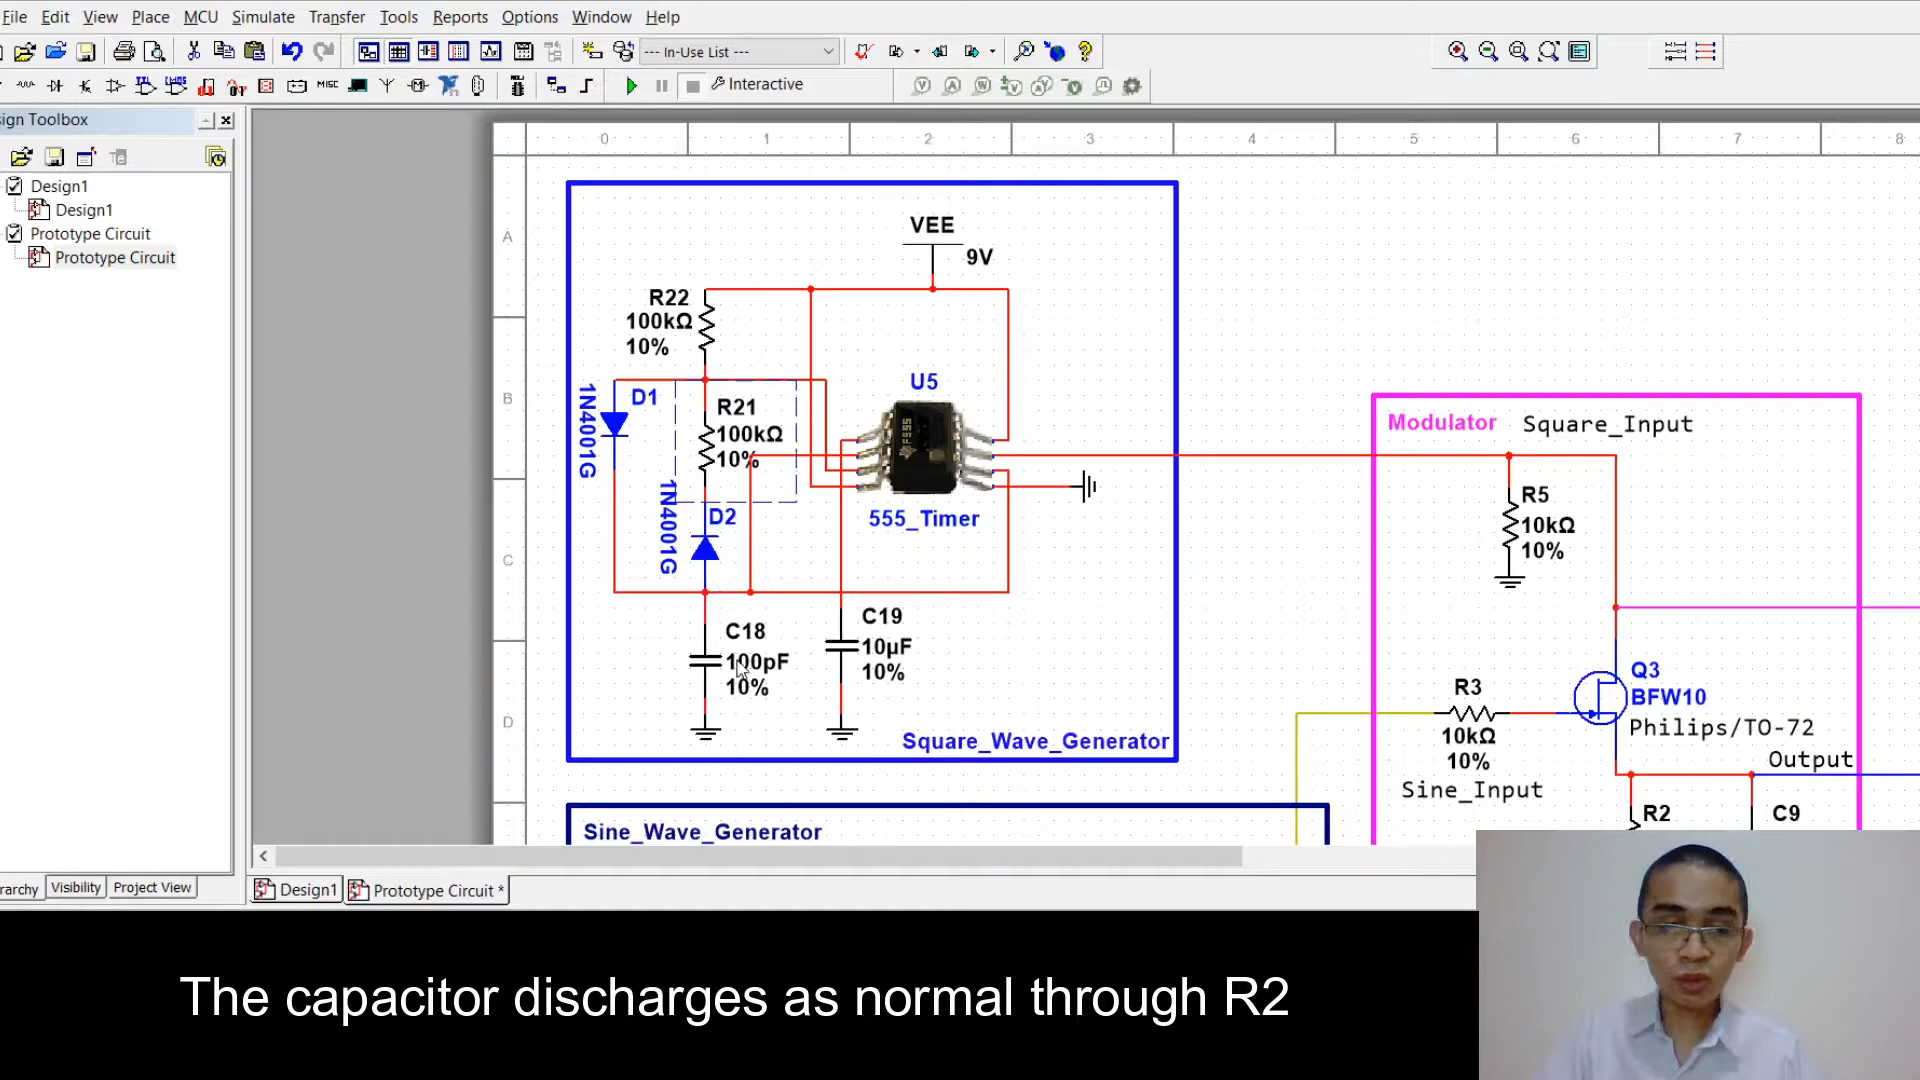 File Edit View Place MCU Simulate Transfer Tools Reports Options Window Help
--- In-Use List ---
MISC
Interactive
sign Toolbox
Design1
Design1
Prototype Circuit
Prototype Circuit
0 1 2 3 4 5 6 7 8
A
B
C
D
VEE
9V
R22
100kΩ
10%
1N4001G
D1
R21
100kΩ
10%
1N4001G
D2
U5
555_Timer
C18
100pF
10%
C19
10µF
10%
Square_Wave_Generator
Sine_Wave_Generator
Modulator
Square_Input
R5
10kΩ
10%
Q3
BFW10
Philips/TO-72
R3
10kΩ
10%
Sine_Input
Output
R2
C9
rarchy Visibility Project View
Design1 Prototype Circuit *
The capacitor discharges as normal through R2